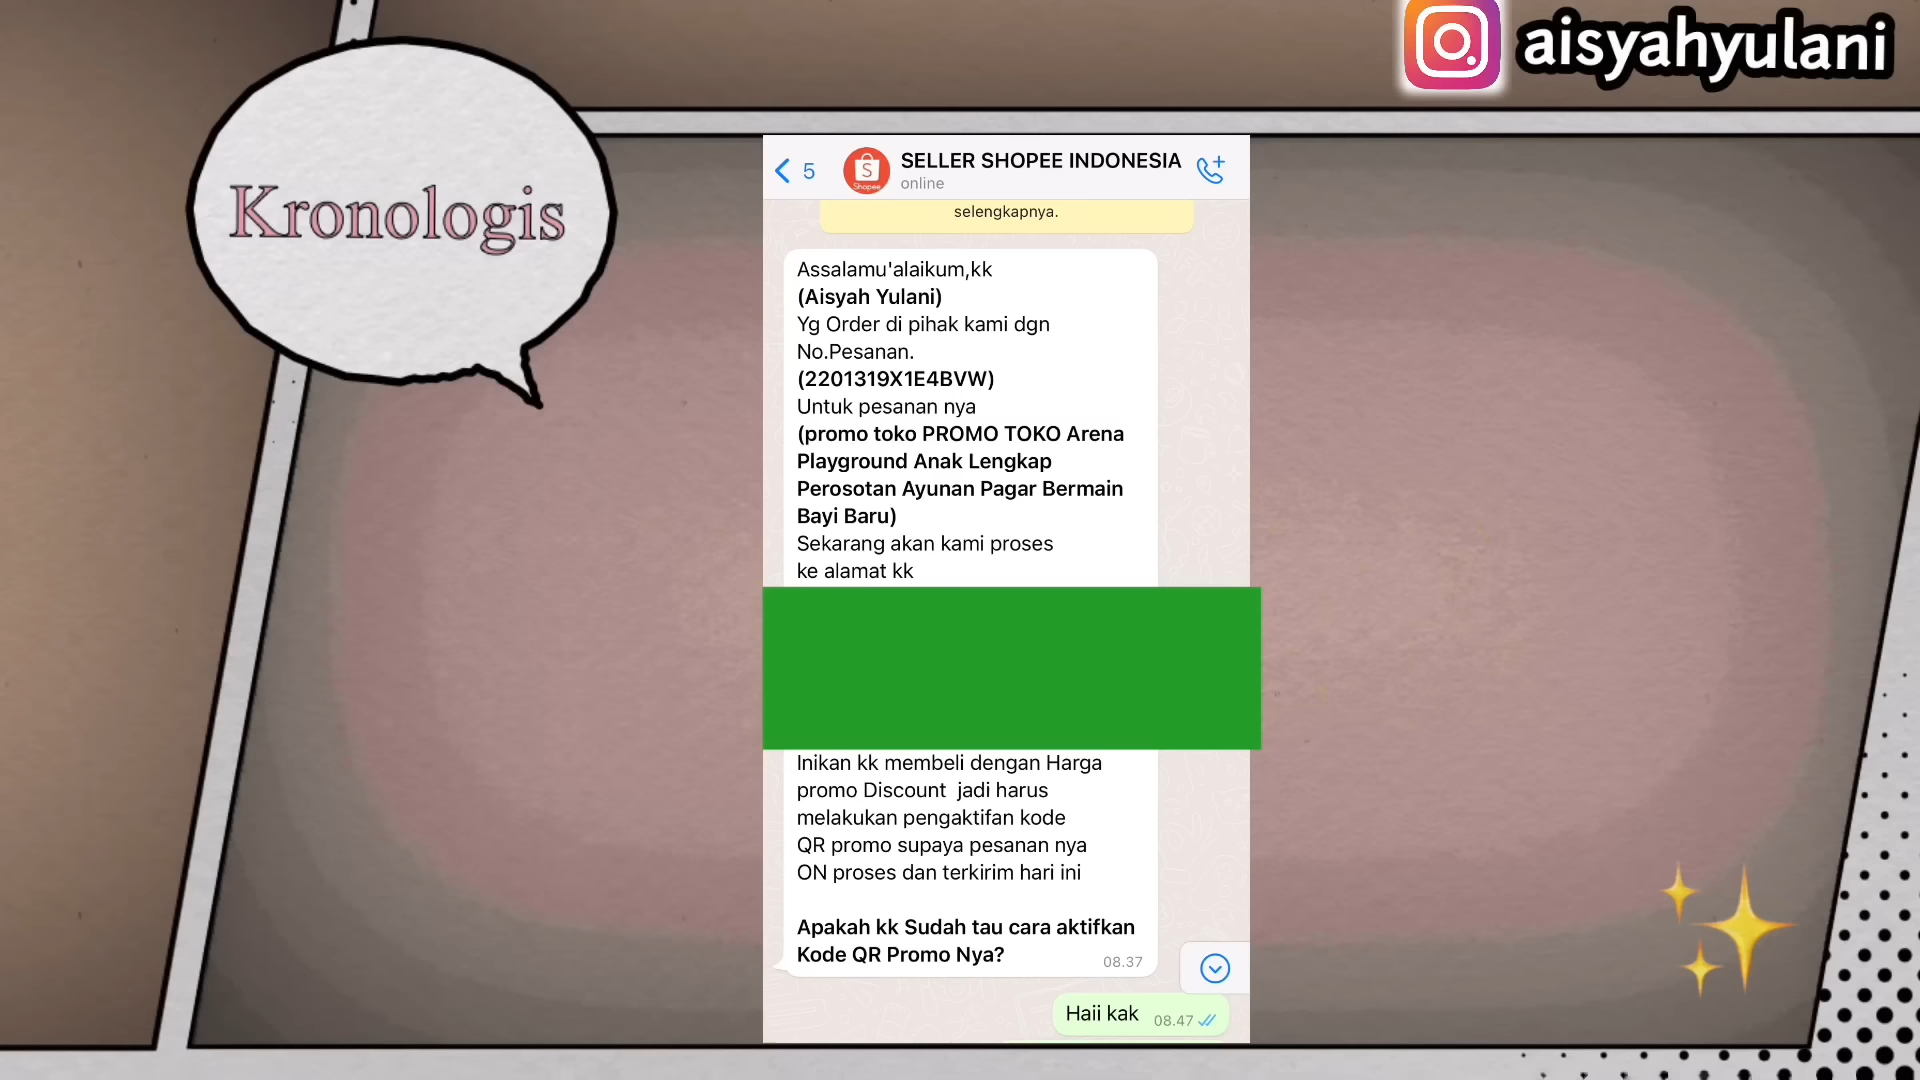 aisyahyulani
Kronologis
5
SELLER SHOPEE INDONESIA
online
S
Shopee
selengkapnya.
Assalamu'alaikum,kk
(Aisyah Yulani)
Yg Order di pihak kami dgn
No.Pesanan.
(2201319X1E4BVW)
Untuk pesanan nya
(promo toko PROMO TOKO Arena
Playground Anak Lengkap
Perosotan Ayunan Pagar Bermain
Bayi Baru)
Sekarang akan kami proses
ke alamat kk
Inikan kk membeli dengan Harga
promo Discount  jadi harus
melakukan pengaktifan kode
QR promo supaya pesanan nya
ON proses dan terkirim hari ini
Apakah kk Sudah tau cara aktifkan
Kode QR Promo Nya?
08.37
Haii kak 08.47